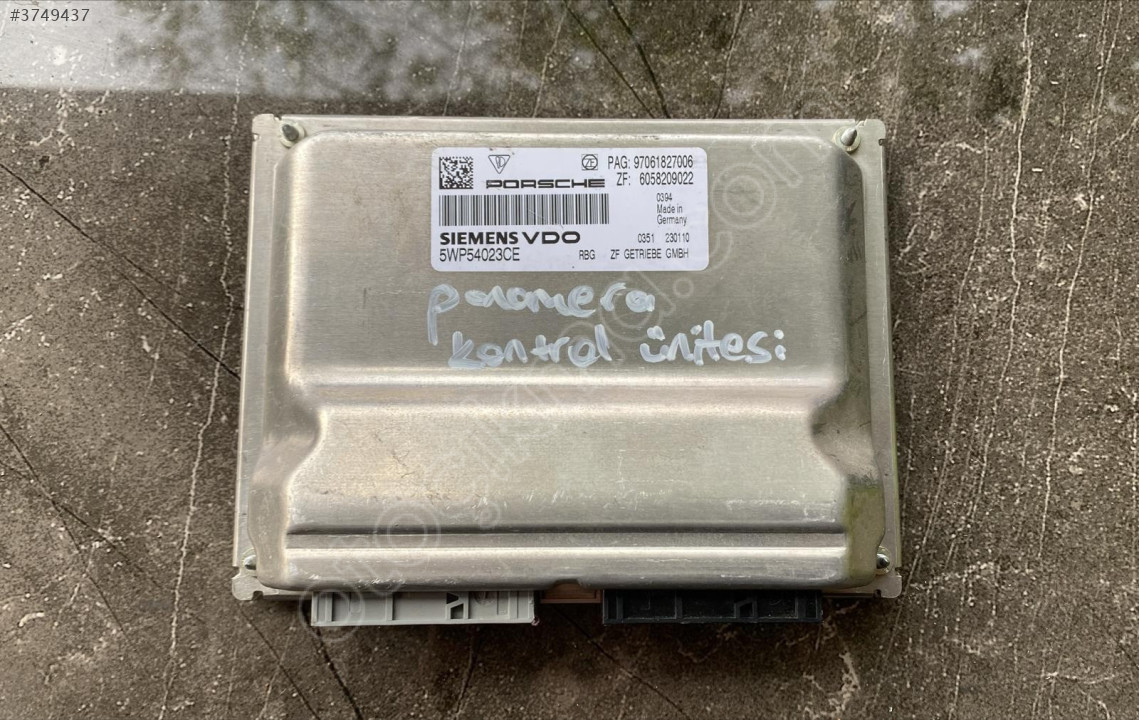 #3749437
PAG: 97061827006
PORSCHE ZF: 6058209022
0394
Made in
Germany
SIEMENS VDO 0351 230110
5WP54023CE RBG ZF GETRIEBE GMBH
panamera
kontrol ünitesi